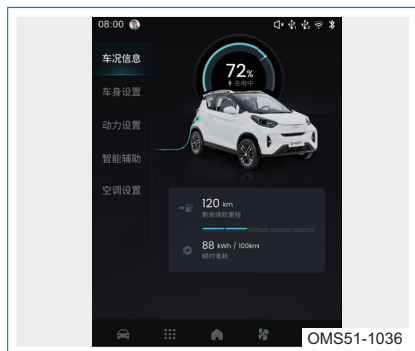 08:00
车况信息
车身设置
动力设置
智能辅助
空调设置
72%
充电中
120 km
剩余续航里程
88 kWh / 100km
瞬时电耗
OMS51-1036